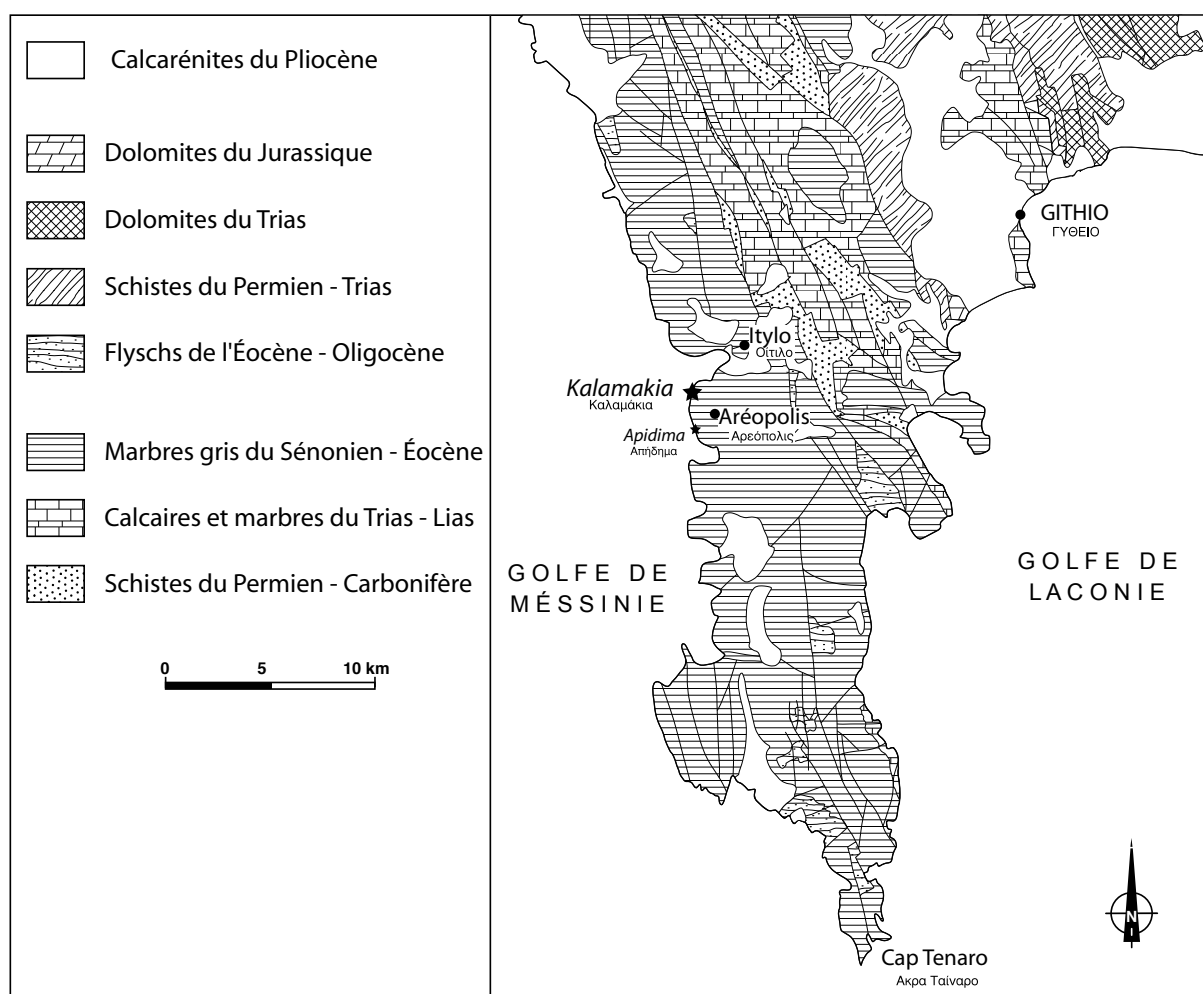 Calcarénites du Pliocène
Dolomites du Jurassique
Dolomites du Trias
Schistes du Permien - Trias
Flyschs de l'Éocène - Oligocène
Marbres gris du Sénonien - Éocène
Calcaires et marbres du Trias - Lias
Schistes du Permien - Carbonifère
0 5 10 km
GITHIO
ΓΥΘΕΙΟ
Itylo
Οίτιλο
Kalamakia
Καλαμάκια
Aréopolis
Αρεόπολις
Apidima
Απήδημα
GOLFE DE
MÉSSINIE
GOLFE DE
LACONIE
N
Cap Tenaro
Ακρα Ταίναρο